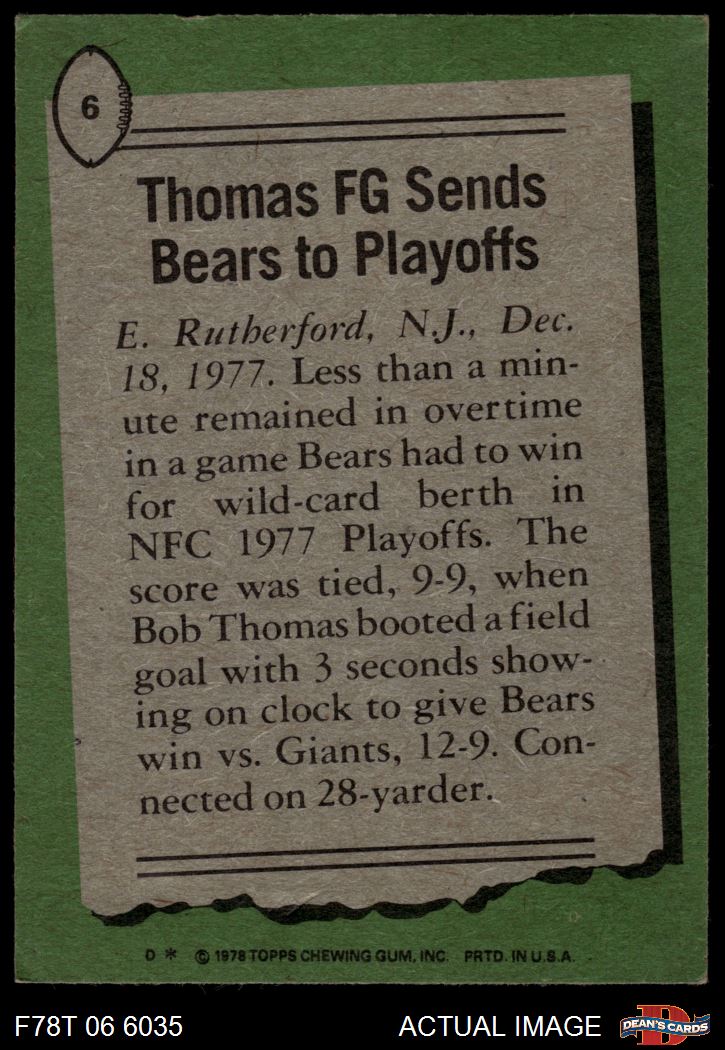 6
Thomas FG Sends
Bears to Playoffs
E. Rutherford, N.J., Dec.
18, 1977. Less than a min-
ute remained in overtime
in a game Bears had to win
for wild-card berth in
NFC 1977 Playoffs. The
score was tied, 9-9, when
Bob Thomas booted a field
goal with 3 seconds show-
ing on clock to give Bears
win vs. Giants, 12-9. Con-
nected on 28-yarder.
D * © 1978 TOPPS CHEWING GUM, INC. PRTD. IN U.S.A.
F78T 06 6035 ACTUAL IMAGE D DEAN'S CARDS